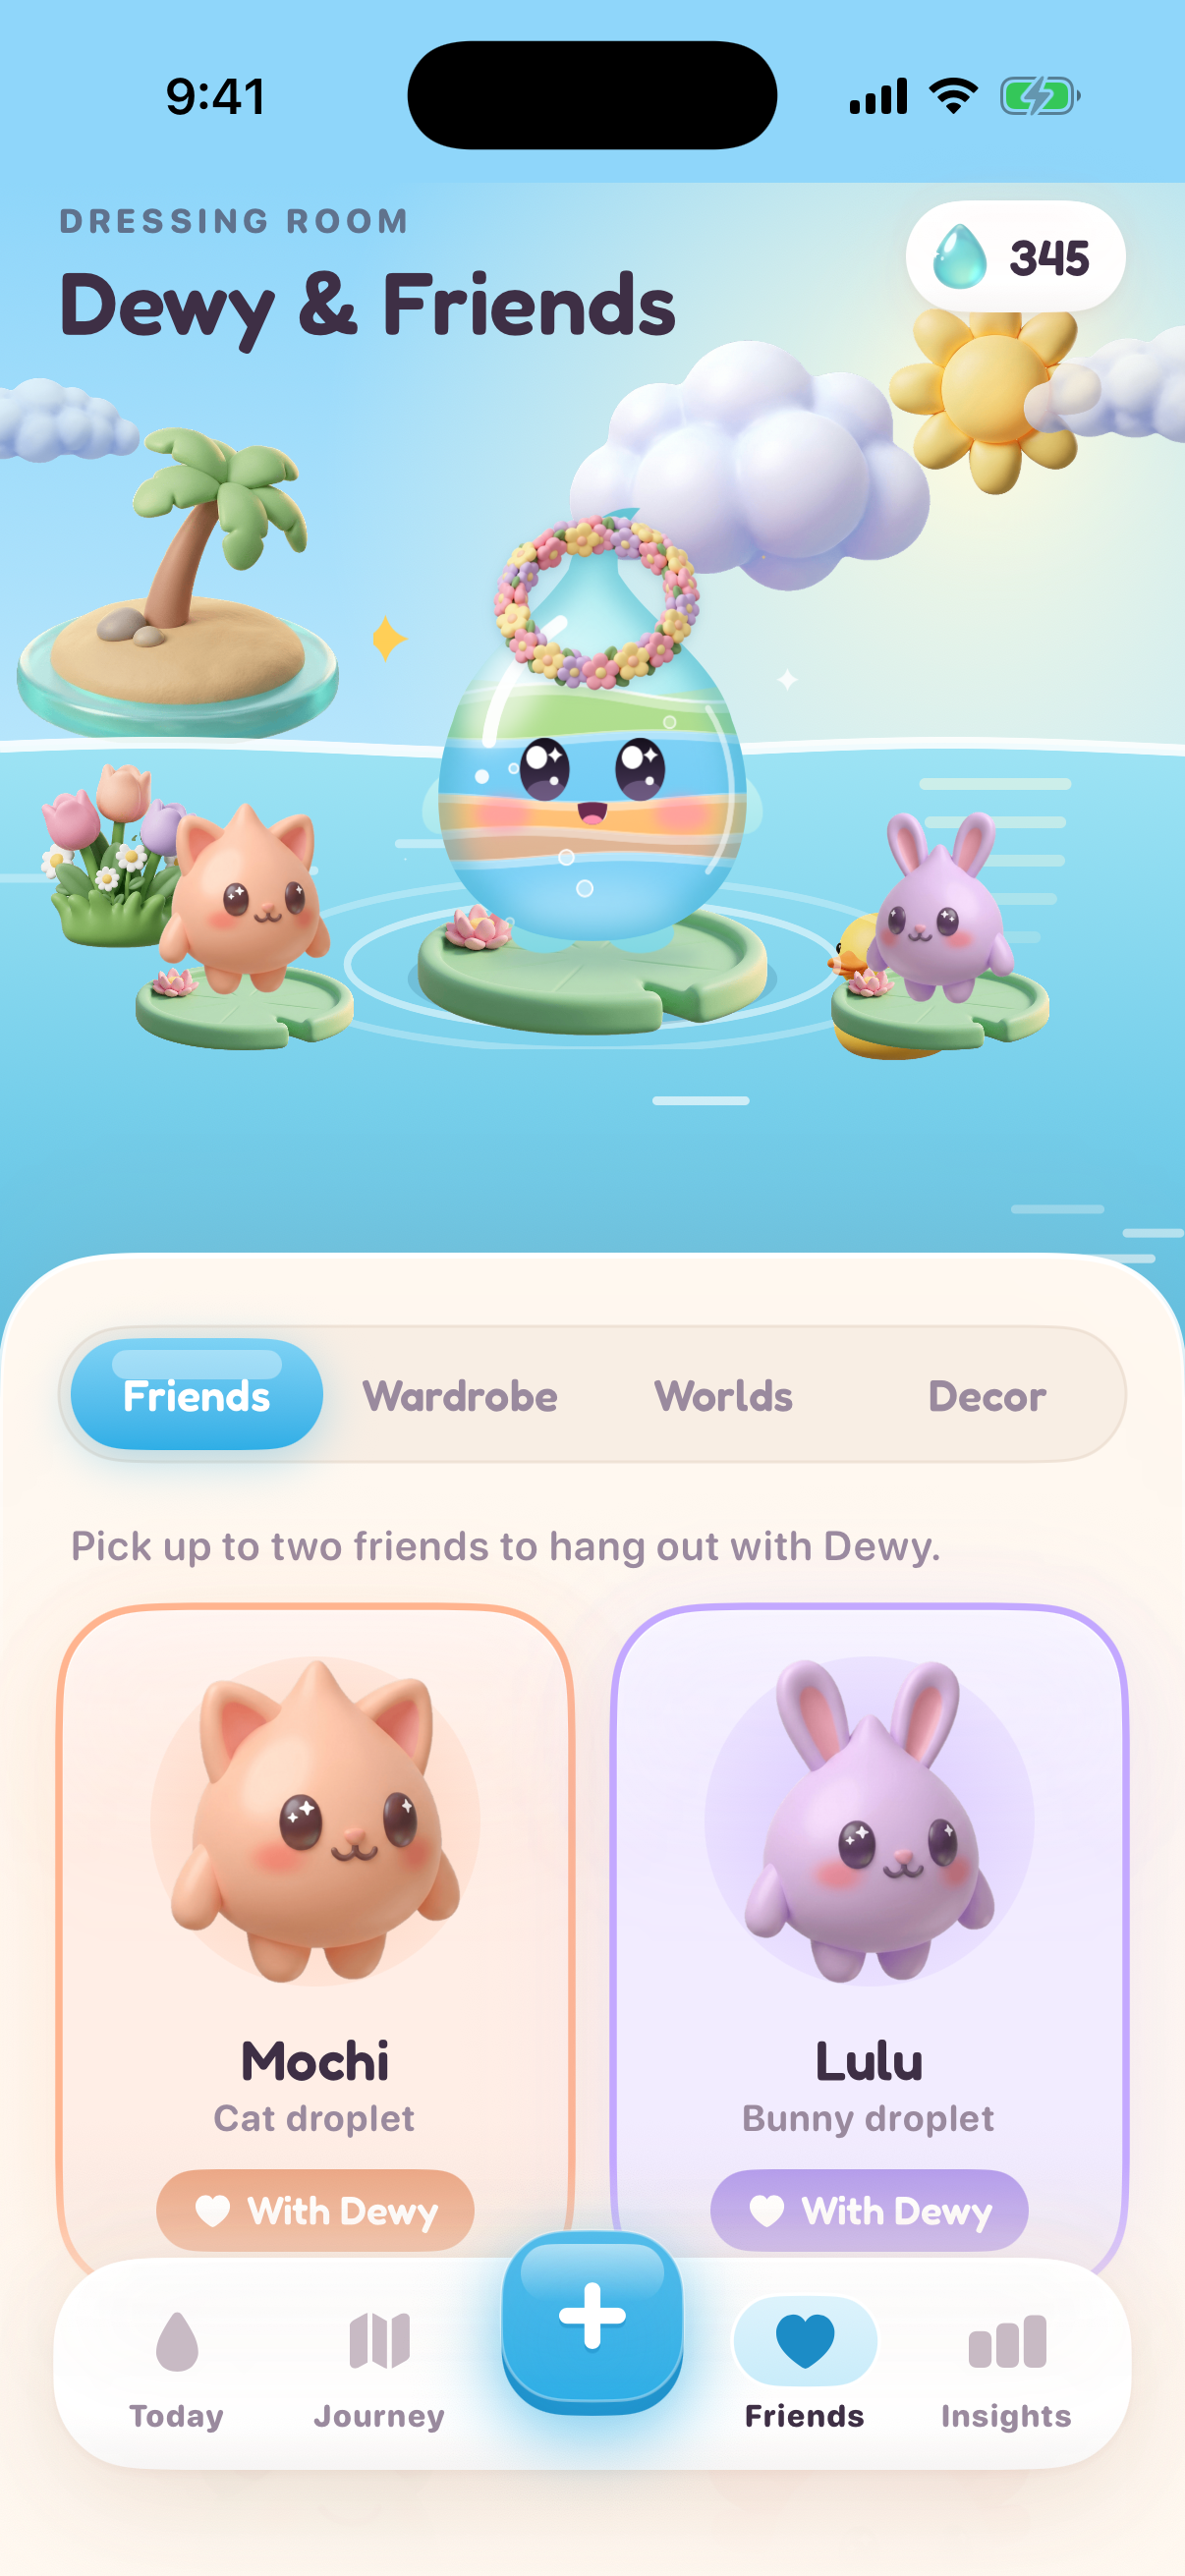 9:41
DRESSING ROOM
Dewy & Friends
345
Friends
Wardrobe
Worlds
Decor
Pick up to two friends to hang out with Dewy.
Mochi
Cat droplet
With Dewy
Lulu
Bunny droplet
With Dewy
Today
Journey
Friends
Insights